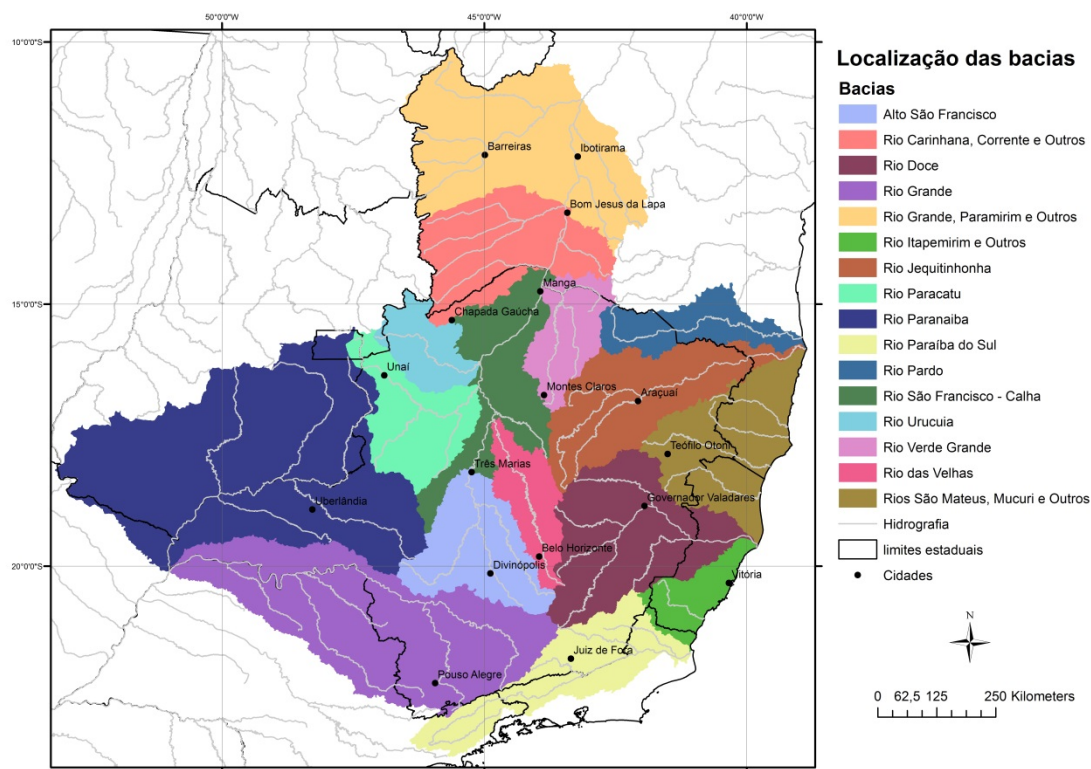 50°0'0"W
45°0'0"W
40°0'0"W
10°0'0"S
15°0'0"S
20°0'0"S
Barreiras
Ibotirama
Bom Jesus da Lapa
Manga
Chapada Gaúcha
Unaí
Montes Claros
Araçuaí
Teófilo Otoni
Três Marias
Uberlândia
Governador Valadares
Belo Horizonte
Divinópolis
Vitória
Juiz de Fora
Pouso Alegre
Localização das bacias
Bacias
Alto São Francisco
Rio Carinhana, Corrente e Outros
Rio Doce
Rio Grande
Rio Grande, Paramirim e Outros
Rio Itapemirim e Outros
Rio Jequitinhonha
Rio Paracatu
Rio Paranaiba
Rio Paraíba do Sul
Rio Pardo
Rio São Francisco - Calha
Rio Urucuia
Rio Verde Grande
Rio das Velhas
Rios São Mateus, Mucuri e Outros
Hidrografia
limites estaduais
Cidades
N
0 62,5 125 250 Kilometers